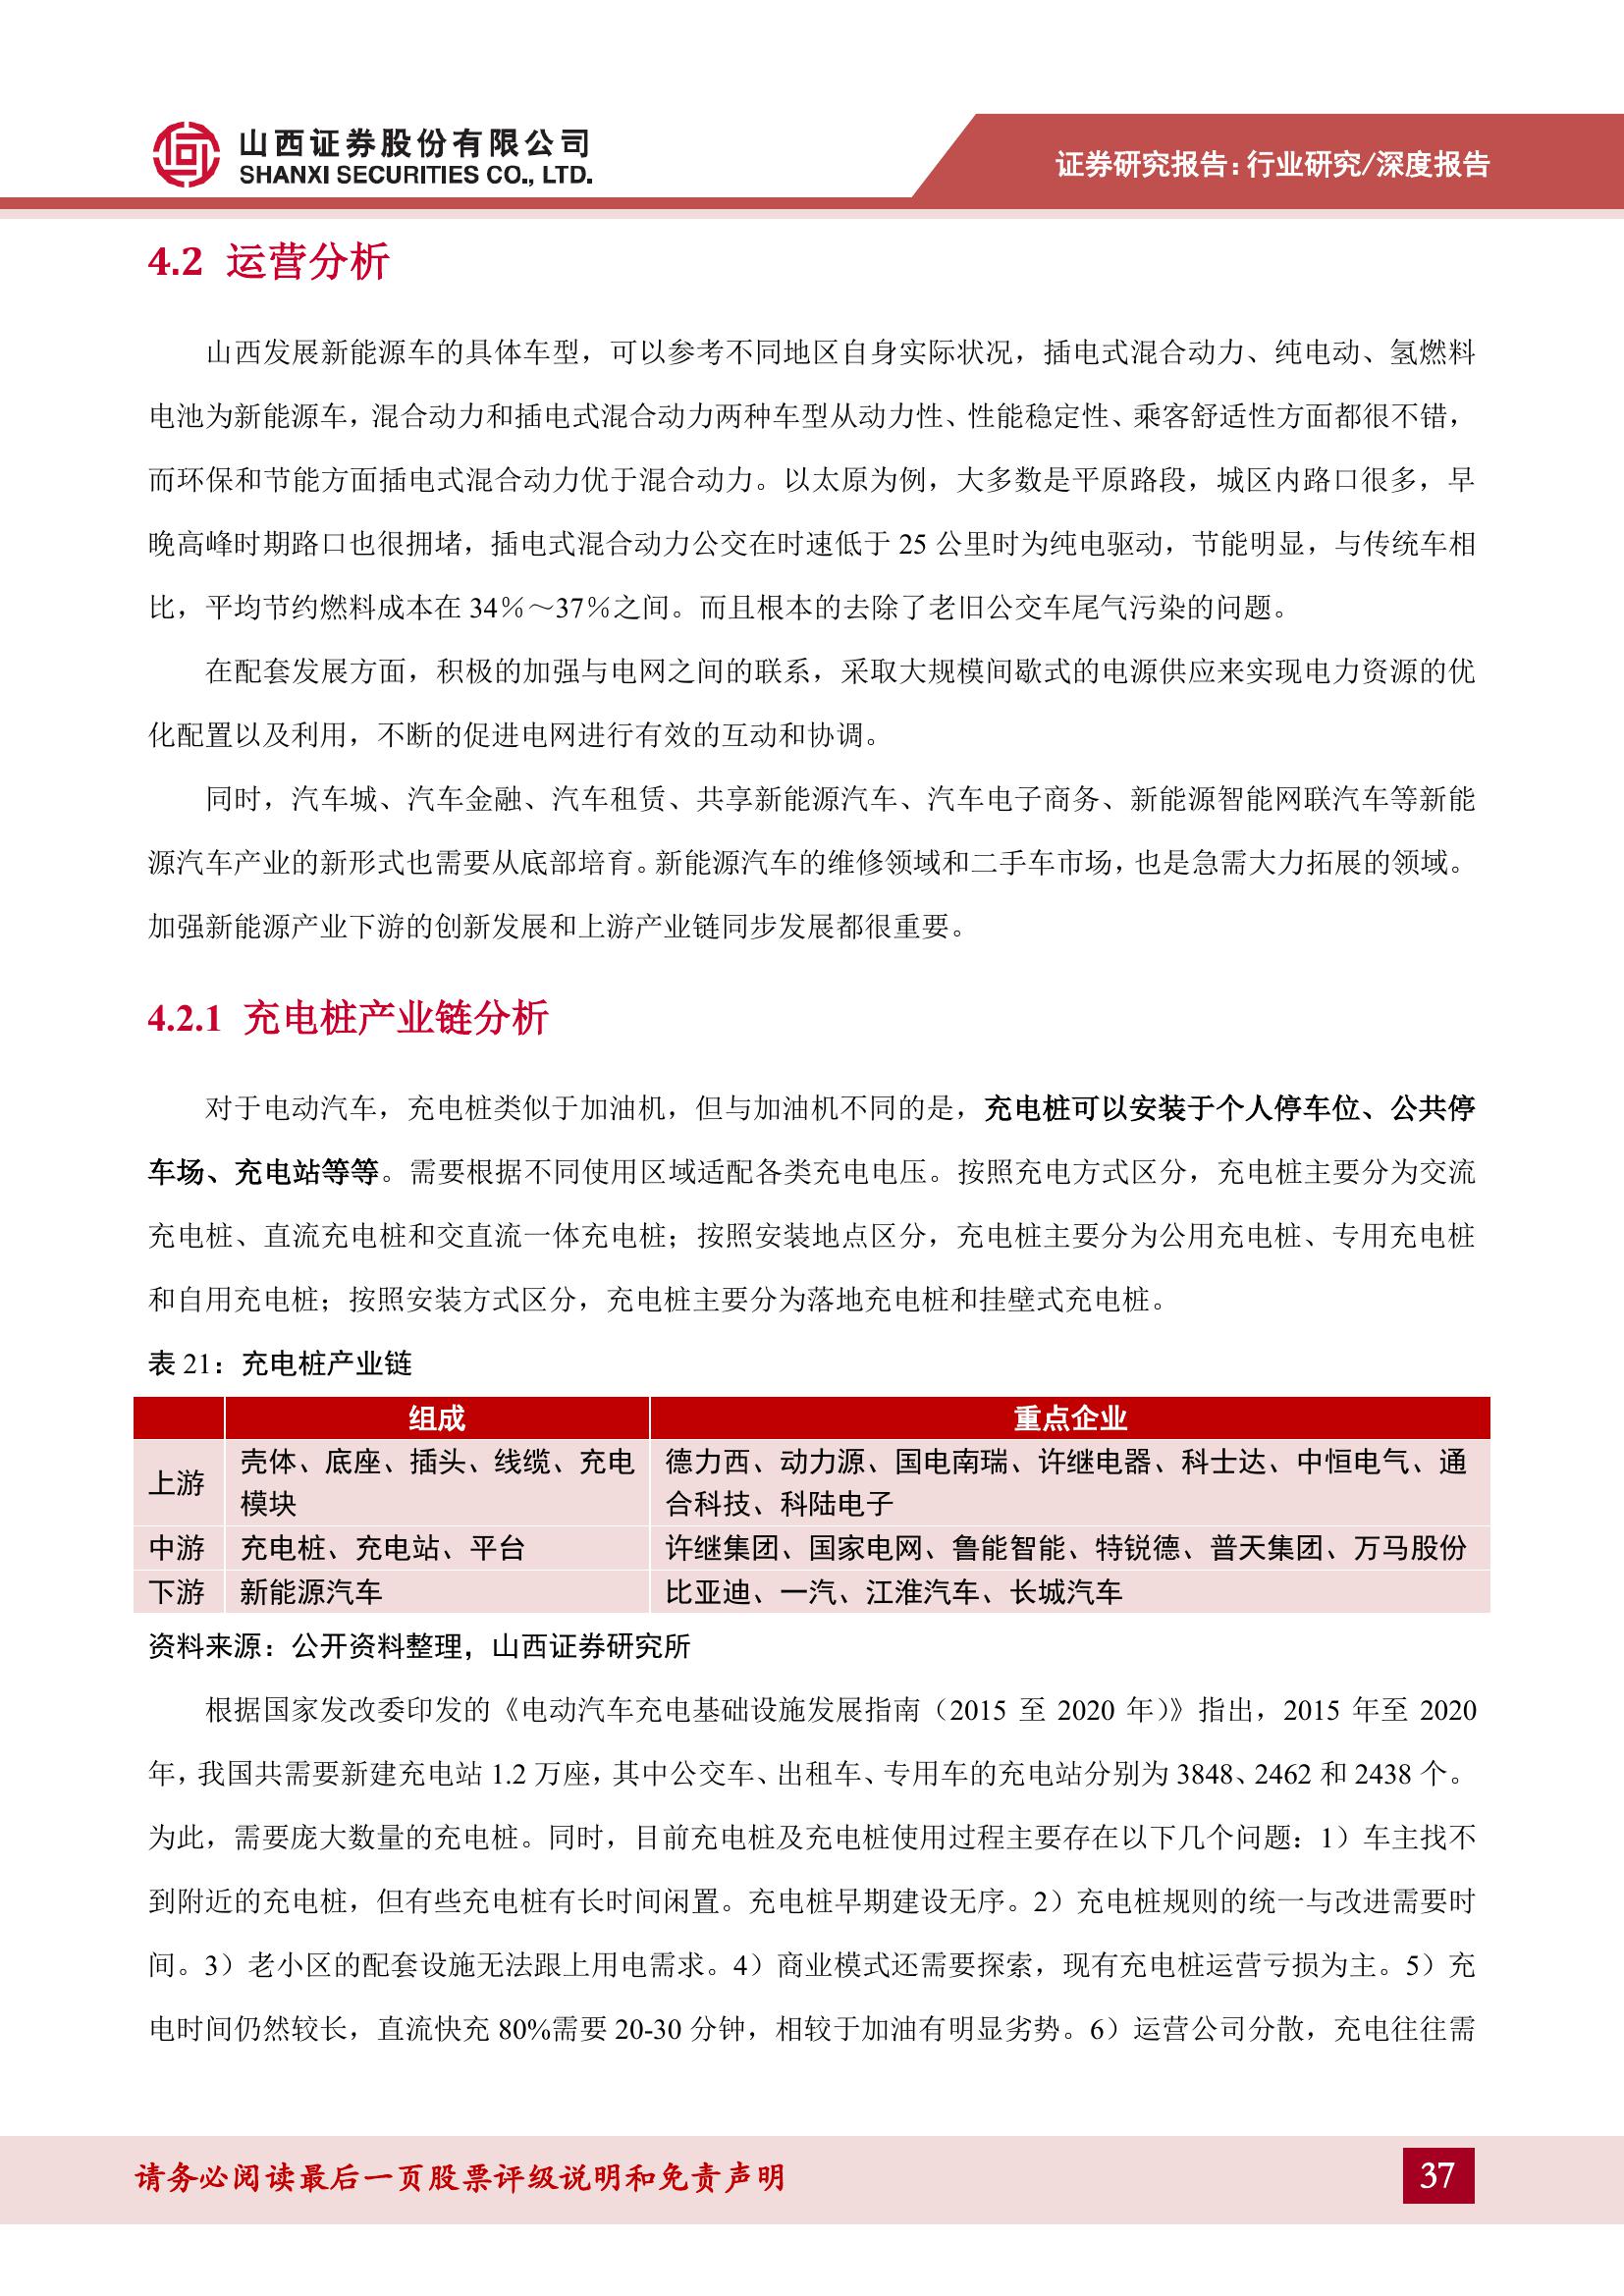 山西证券股份有限公司
SHANXI SECURITIES CO., LTD.
证券研究报告：行业研究/深度报告
4.2 运营分析
山西发展新能源车的具体车型，可以参考不同地区自身实际状况，插电式混合动力、纯电动、氢燃料
电池为新能源车，混合动力和插电式混合动力两种车型从动力性、性能稳定性、乘客舒适性方面都很不错，
而环保和节能方面插电式混合动力优于混合动力。以太原为例，大多数是平原路段，城区内路口很多，早
晚高峰时期路口也很拥堵，插电式混合动力公交在时速低于 25 公里时为纯电驱动，节能明显，与传统车相
比，平均节约燃料成本在 34%～37%之间。而且根本的去除了老旧公交车尾气污染的问题。
在配套发展方面，积极的加强与电网之间的联系，采取大规模间歇式的电源供应来实现电力资源的优
化配置以及利用，不断的促进电网进行有效的互动和协调。
同时，汽车城、汽车金融、汽车租赁、共享新能源汽车、汽车电子商务、新能源智能网联汽车等新能
源汽车产业的新形式也需要从底部培育。新能源汽车的维修领域和二手车市场，也是急需大力拓展的领域。
加强新能源产业下游的创新发展和上游产业链同步发展都很重要。
4.2.1 充电桩产业链分析
对于电动汽车，充电桩类似于加油机，但与加油机不同的是，充电桩可以安装于个人停车位、公共停
车场、充电站等等。需要根据不同使用区域适配各类充电电压。按照充电方式区分，充电桩主要分为交流
充电桩、直流充电桩和交直流一体充电桩；按照安装地点区分，充电桩主要分为公用充电桩、专用充电桩
和自用充电桩；按照安装方式区分，充电桩主要分为落地充电桩和挂壁式充电桩。
表 21：充电桩产业链
组成 重点企业
上游 壳体、底座、插头、线缆、充电 德力西、动力源、国电南瑞、许继电器、科士达、中恒电气、通
模块 合科技、科陆电子
中游 充电桩、充电站、平台 许继集团、国家电网、鲁能智能、特锐德、普天集团、万马股份
下游 新能源汽车 比亚迪、一汽、江淮汽车、长城汽车
资料来源：公开资料整理，山西证券研究所
根据国家发改委印发的《电动汽车充电基础设施发展指南（2015 至 2020 年）》指出，2015 年至 2020
年，我国共需要新建充电站 1.2 万座，其中公交车、出租车、专用车的充电站分别为 3848、2462 和 2438 个。
为此，需要庞大数量的充电桩。同时，目前充电桩及充电桩使用过程主要存在以下几个问题：1）车主找不
到附近的充电桩，但有些充电桩有长时间闲置。充电桩早期建设无序。2）充电桩规则的统一与改进需要时
间。3）老小区的配套设施无法跟上用电需求。4）商业模式还需要探索，现有充电桩运营亏损为主。5）充
电时间仍然较长，直流快充 80%需要 20-30 分钟，相较于加油有明显劣势。6）运营公司分散，充电往往需
请务必阅读最后一页股票评级说明和免责声明
37